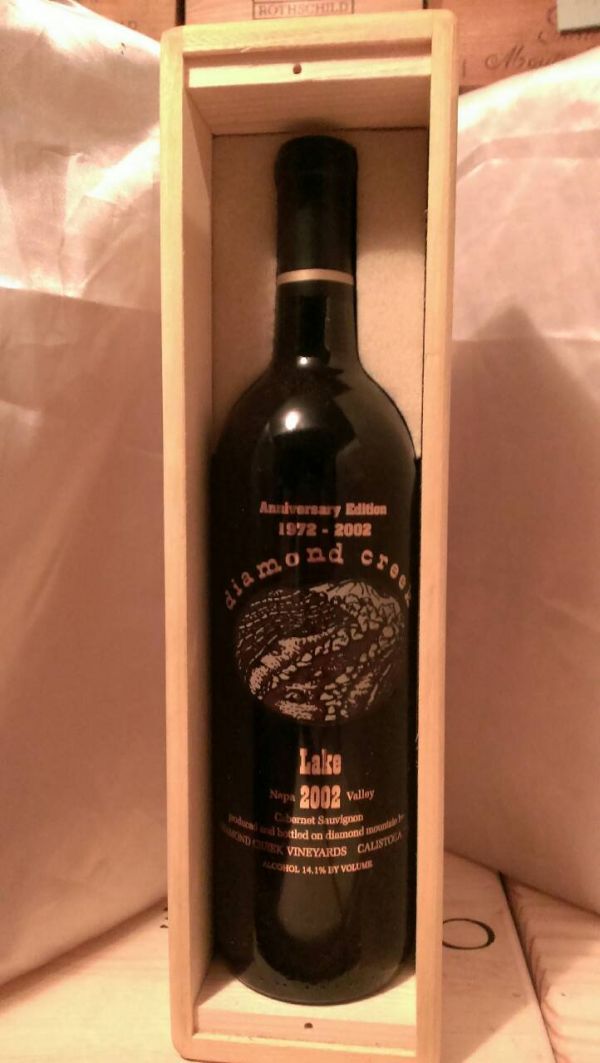 ROTHSCHILD
Anniversary Edition
1972 - 2002
diamond creek
Lake
Napa 2002 Valley
Cabernet Sauvignon
produced and bottled on diamond mountain
DIAMOND CREEK VINEYARDS CALISTOGA
ALCOHOL 14.1% BY VOLUME
O